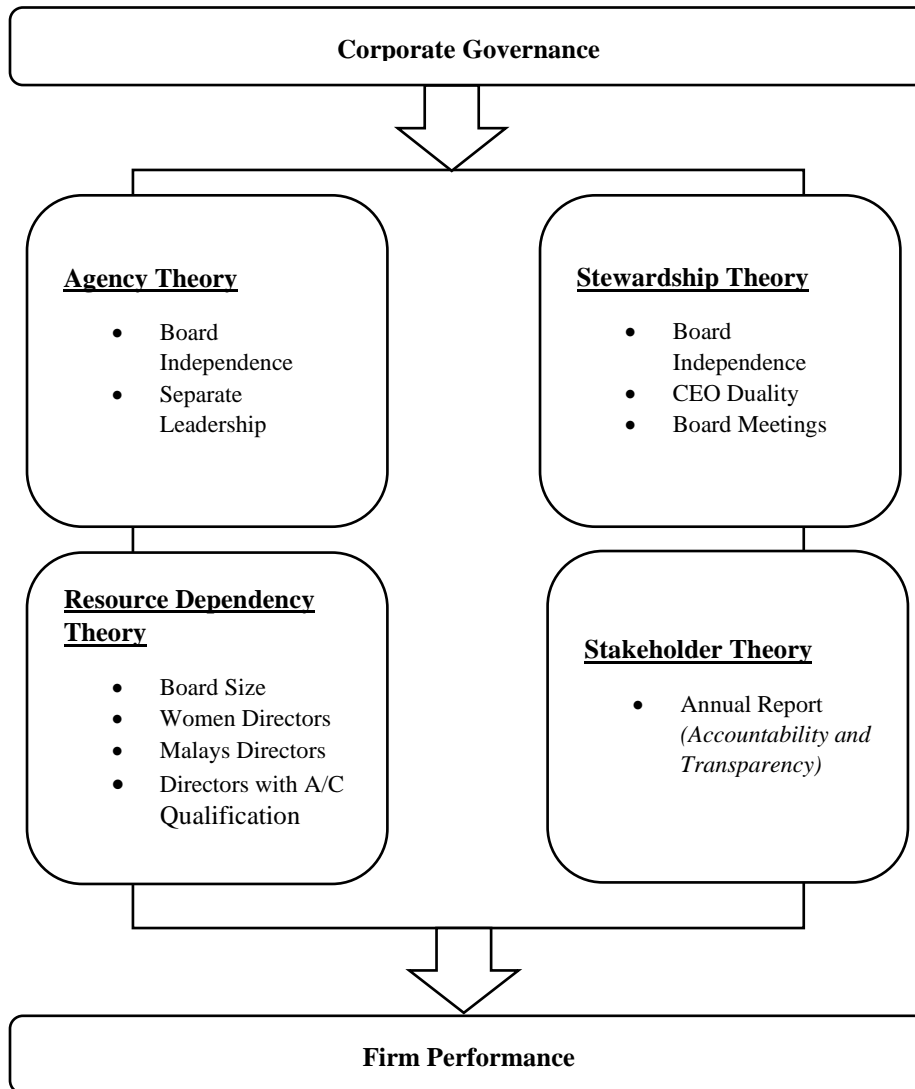 Corporate Governance
Agency Theory
• Board
Independence
• Separate
Leadership
Stewardship Theory
• Board
Independence
• CEO Duality
• Board Meetings
Resource Dependency
Theory
• Board Size
• Women Directors
• Malays Directors
• Directors with A/C
Qualification
Stakeholder Theory
• Annual Report
(Accountability and
Transparency)
Firm Performance